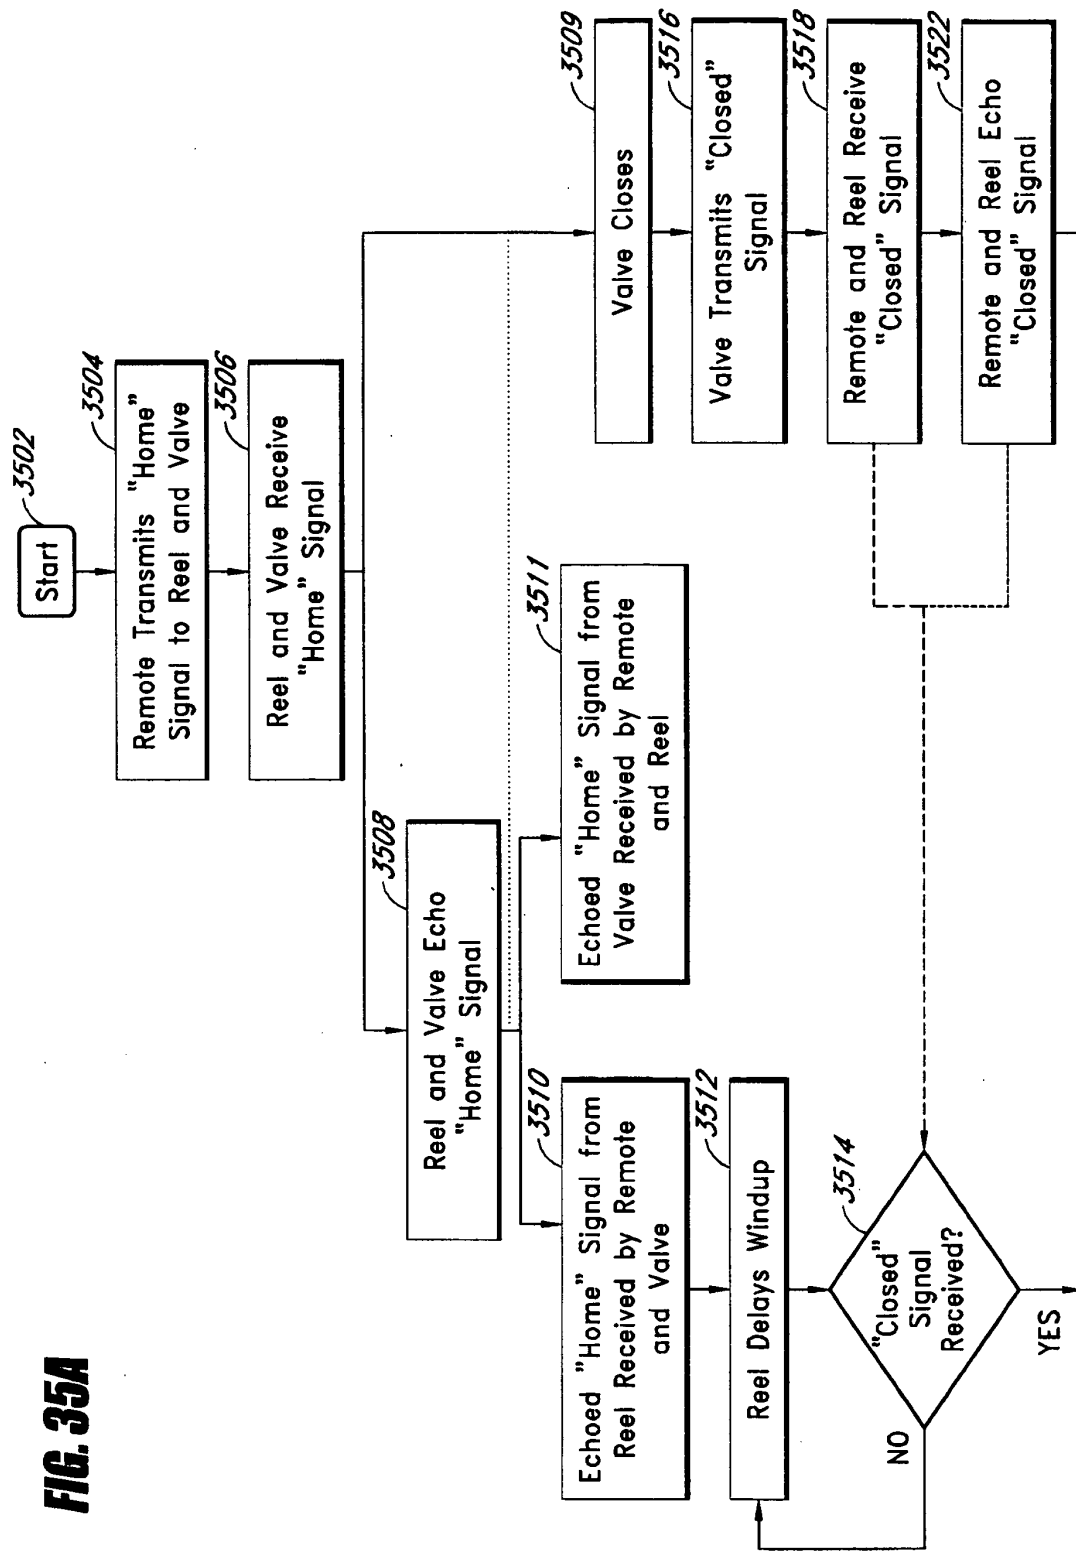 FIG. 35A
3502
Start
3504
Remote Transmits "Home"
Signal to Reel and Valve
3506
Reel and Valve Receive
"Home" Signal
3508
Reel and Valve Echo
"Home" Signal
3510
Echoed "Home" Signal from
Reel Received by Remote
and Valve
3511
Echoed "Home" Signal from
Valve Received by Remote
and Reel
3512
Reel Delays Windup
3514
"Closed"
Signal
Received?
NO
YES
3509
Valve Closes
3516
Valve Transmits "Closed"
Signal
3518
Remote and Reel Receive
"Closed" Signal
3522
Remote and Reel Echo
"Closed" Signal